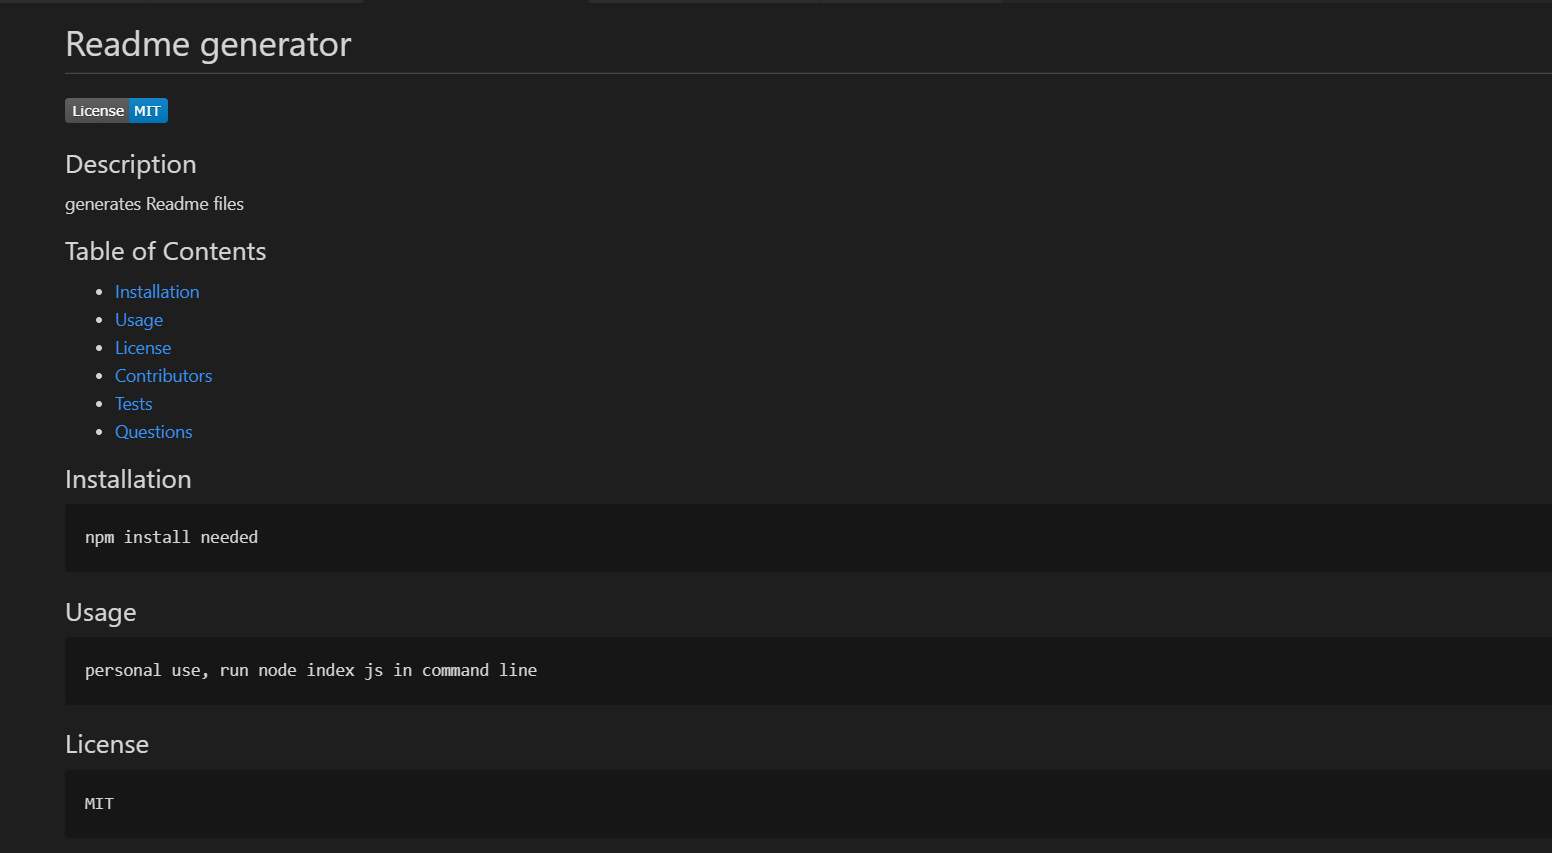 Readme generator
License MIT
Description
generates Readme files
Table of Contents
Installation
Usage
License
Contributors
Tests
Questions
Installation
npm install needed
Usage
personal use, run node index js in command line
License
MIT